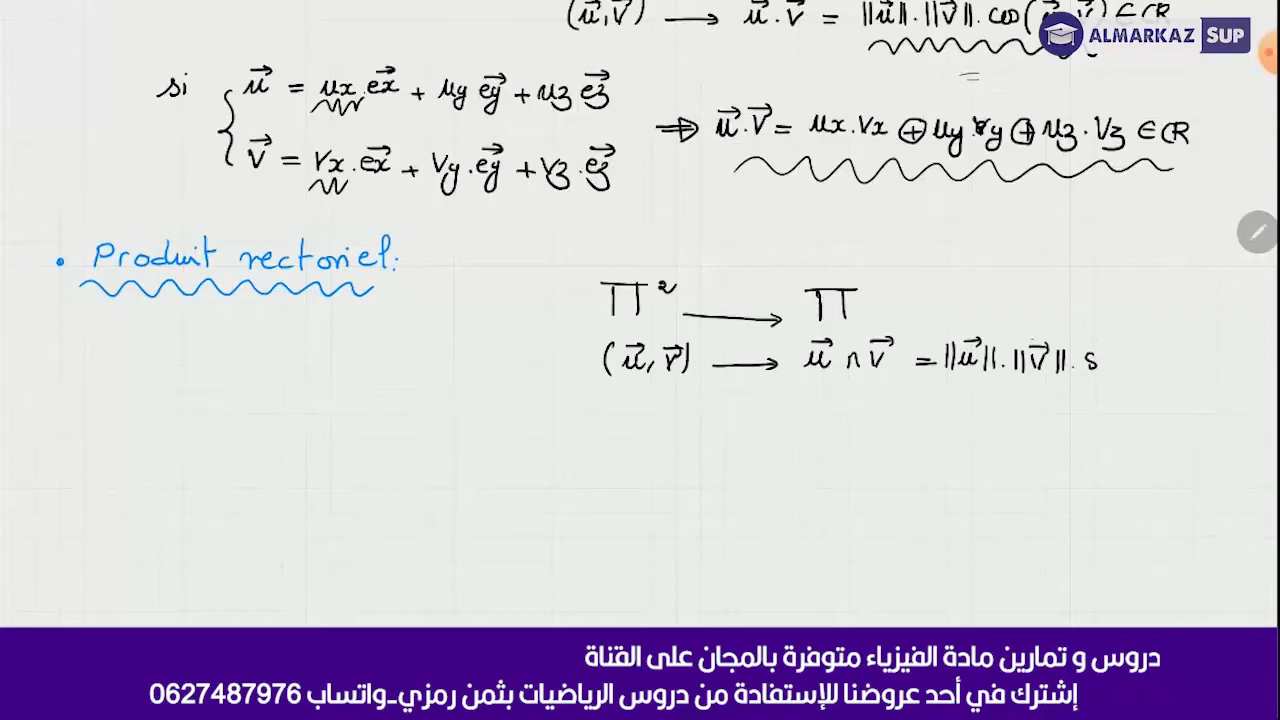 (u⃗,v⃗) → u⃗.v⃗ = ||u⃗||.||v⃗||.cos(u⃗,v⃗) ∈ ℝ
ALMARKAZ SUP
si { u⃗ = ux.ex⃗ + uy ey⃗ + uz ez⃗
v⃗ = vx.ex⃗ + vy.ey⃗ + vz.ez⃗
⇒ u⃗.v⃗ = ux.vx ⊕ uy vy ⊕ uz.vz ∈ ℝ
• Produit vectoriel:
Π² → Π
(u⃗,v⃗) → u⃗ ∧ v⃗ = ||u⃗||.||v⃗||. s
دروس و تمارين مادة الفيزياء متوفرة بالمجان على القناة
إشترك في أحد عروضنا للإستفادة من دروس الرياضيات بثمن رمزي_واتساب 0627487976